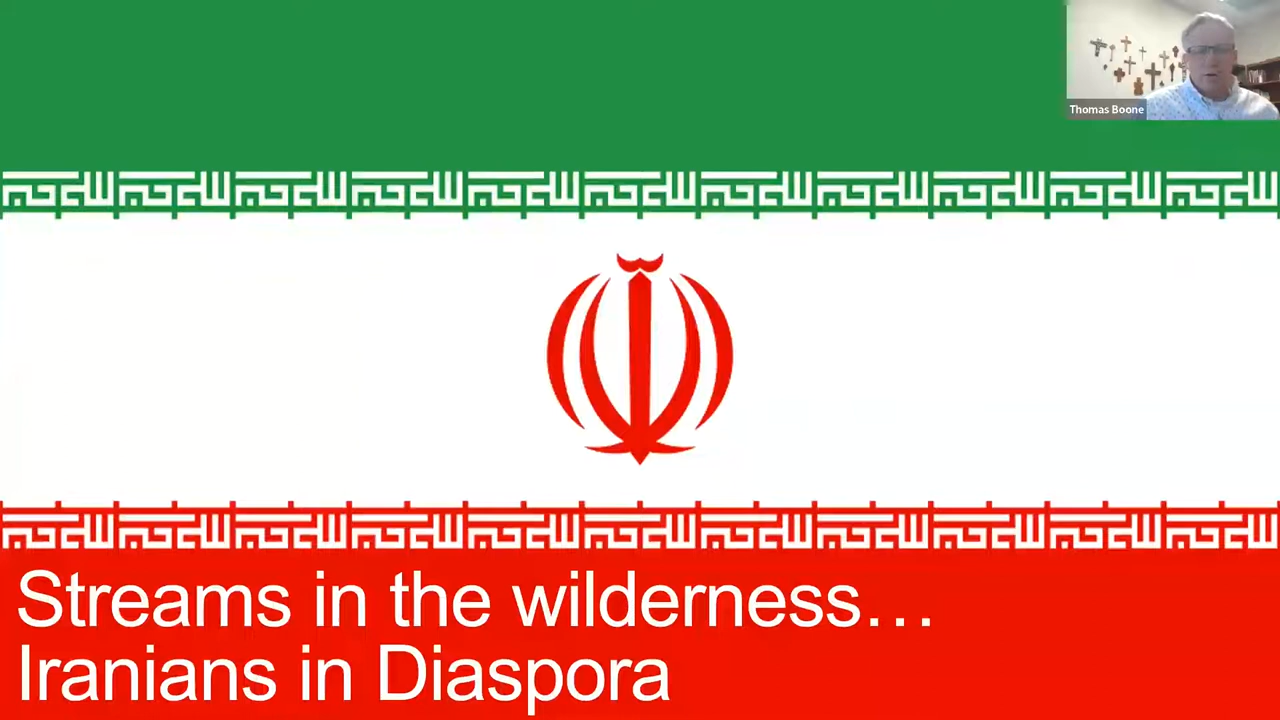 Thomas Boone
Streams in the wilderness…
Iranians in Diaspora